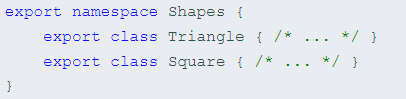 export namespace Shapes {
    export class Triangle { /* ... */ }
    export class Square { /* ... */ }
}